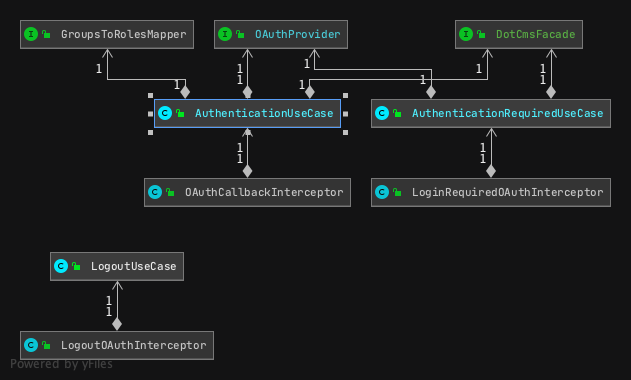 I GroupsToRolesMapper
I OAuthProvider
I DotCmsFacade
1 1 1 1 1
1 1 1 1 1
C AuthenticationUseCase
C AuthenticationRequiredUseCase
1 1
1 1
C OAuthCallbackInterceptor
C LoginRequiredOAuthInterceptor
C LogoutUseCase
1
1
C LogoutOAuthInterceptor
Powered by yFiles